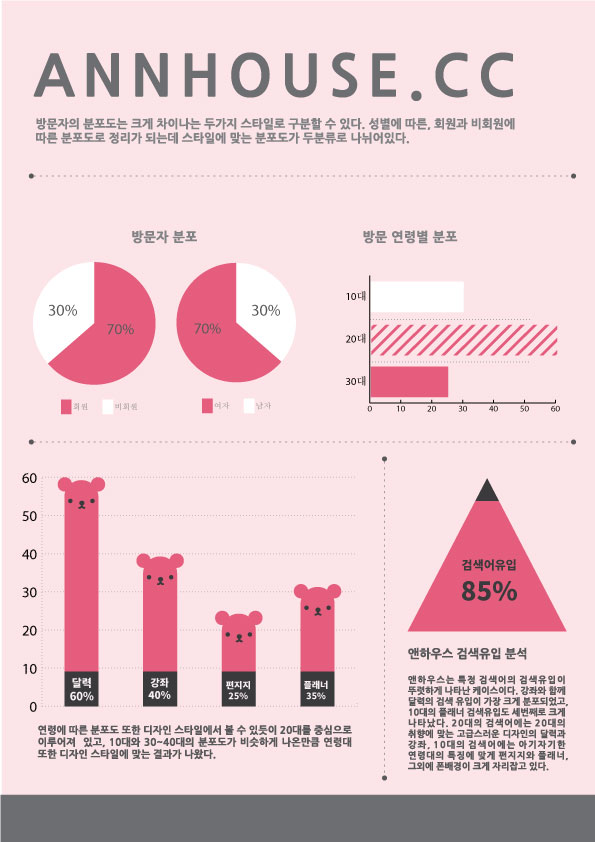 ANNHOUSE.CC
방문자의 분포도는 크게 차이나는 두가지 스타일로 구분할 수 있다. 성별에 따른, 회원과 비회원에
따른 분포도로 정리가 되는데 스타일에 맞는 분포도가 두분류로 나뉘어있다.
방문자 분포
30%
70%
회원
비회원
70%
30%
여자
남자
방문 연령별 분포
10대
20대
30대
0 10 20 30 40 50 60
60
50
40
30
20
10
0
달력
60%
강좌
40%
편지지
25%
플래너
35%
연령에 따른 분포도 또한 디자인 스타일에서 볼 수 있듯이 20대를 중심으로
이루어져 있고, 10대와 30~40대의 분포도가 비슷하게 나온만큼 연령대
또한 디자인 스타일에 맞는 결과가 나왔다.
검색어유입
85%
앤하우스 검색유입 분석
앤하우스는 특정 검색어의 검색유입이
뚜렷하게 나타난 케이스이다. 강좌와 함께
달력의 검색 유입이 가장 크게 분포되었고,
10대의 플래너 검색유입도 세번째로 크게
나타났다. 20대의 검색어에는 20대의
취향에 맞는 고급스러운 디자인의 달력과
강좌, 10대의 검색어에는 아기자기한
연령대의 특징에 맞게 편지지와 플래너,
그외에 폰배경이 크게 자리잡고 있다.